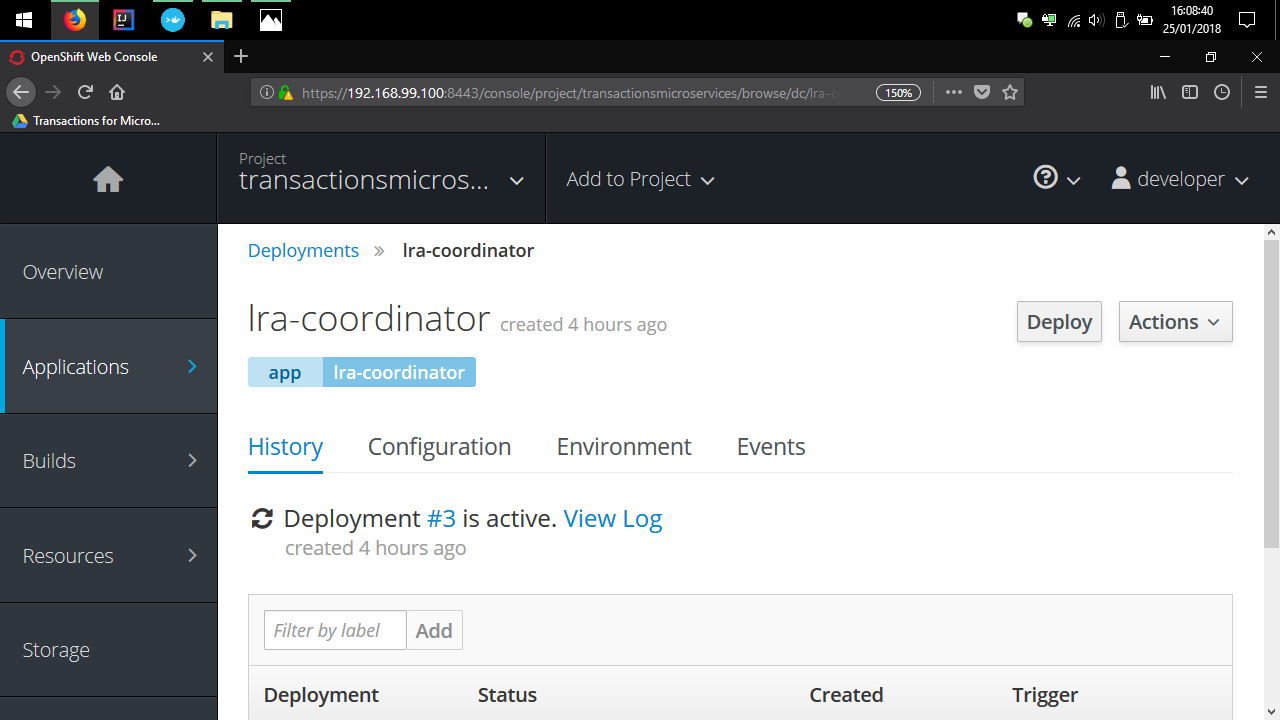 16:08:40
25/01/2018
OpenShift Web Console
https://192.168.99.100:8443/console/project/transactionsmicroservices/browse/dc/lra-c
150%
Transactions for Micro...
Project
transactionsmicros...
Add to Project
developer
Overview
Applications
Builds
Resources
Storage
Deployments » lra-coordinator
lra-coordinator created 4 hours ago
Deploy
Actions
app lra-coordinator
History Configuration Environment Events
Deployment #3 is active. View Log
created 4 hours ago
Filter by label Add
Deployment Status Created Trigger